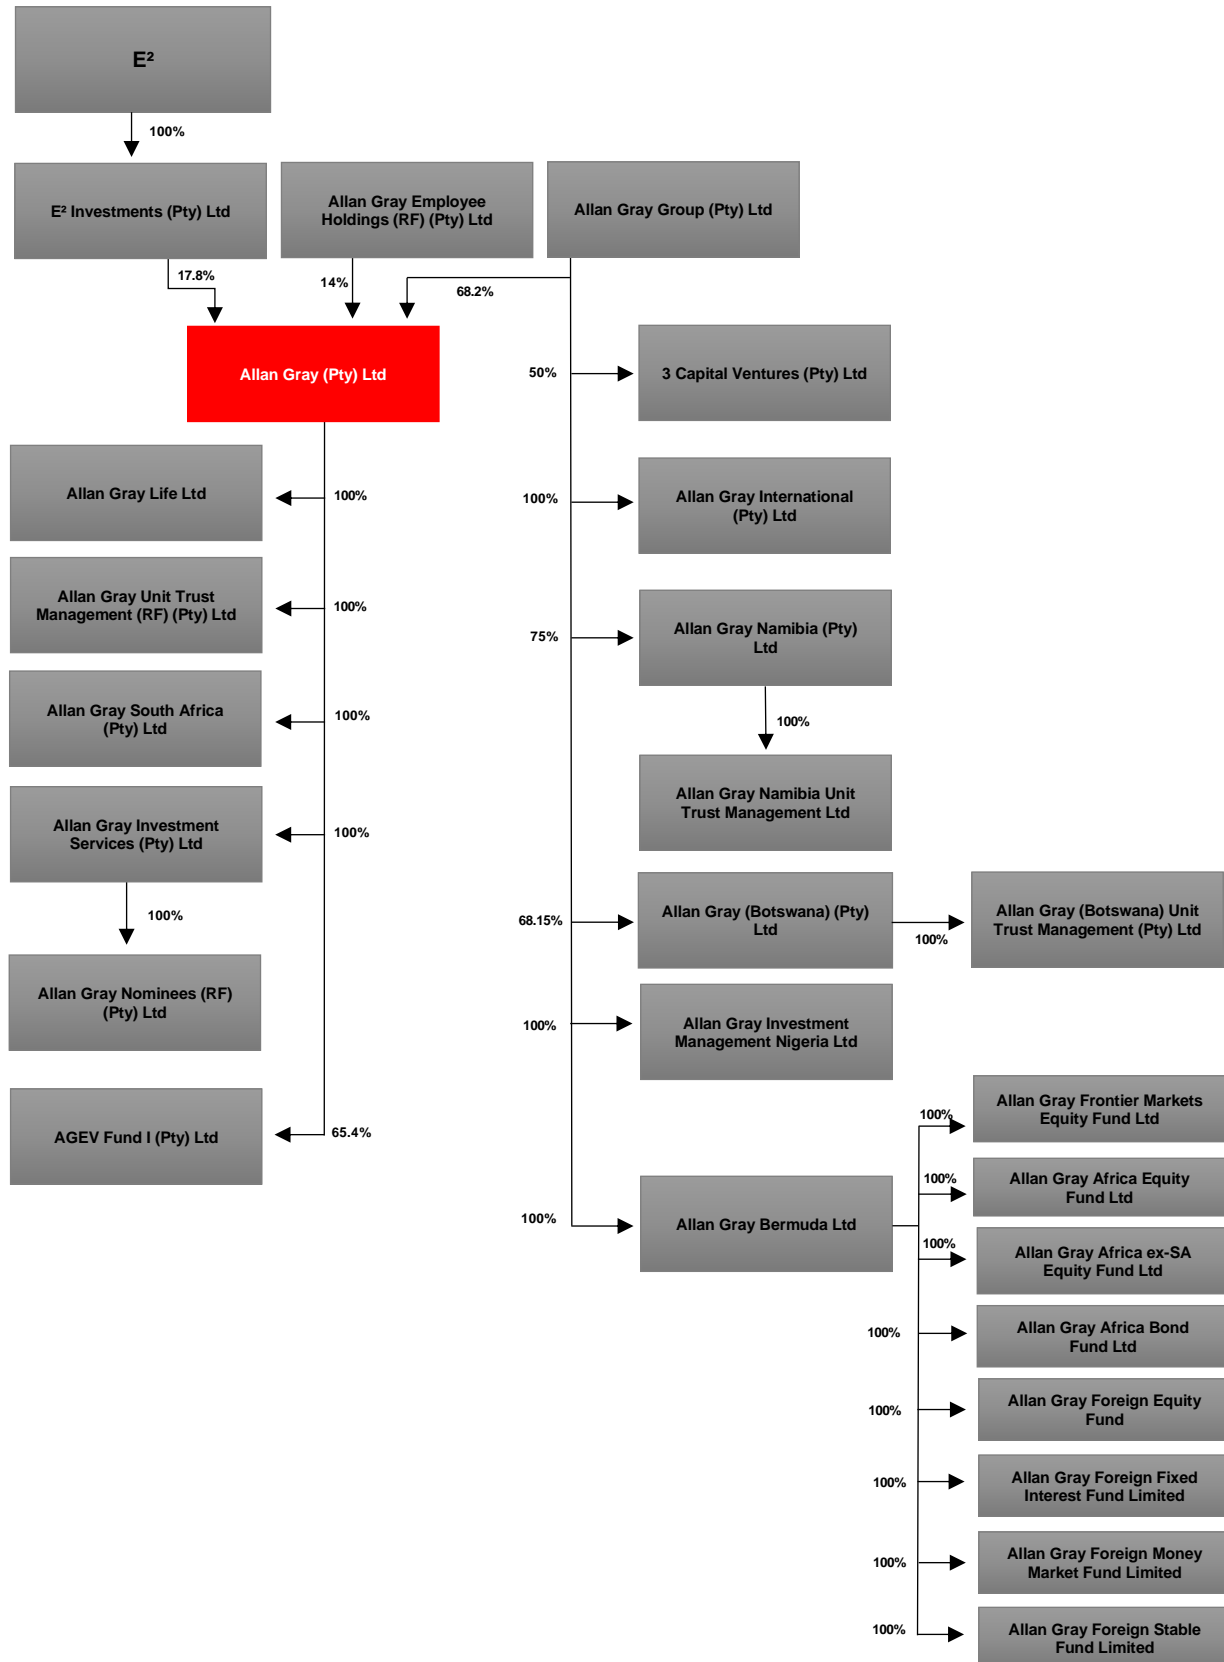 E²
100%
E² Investments (Pty) Ltd
Allan Gray Employee
Holdings (RF) (Pty) Ltd
Allan Gray Group (Pty) Ltd
17.8%
14%
68.2%
Allan Gray (Pty) Ltd
50%
3 Capital Ventures (Pty) Ltd
Allan Gray Life Ltd
100%
100%
Allan Gray International
(Pty) Ltd
Allan Gray Unit Trust
Management (RF) (Pty) Ltd
100%
75%
Allan Gray Namibia (Pty)
Ltd
Allan Gray South Africa
(Pty) Ltd
100%
100%
Allan Gray Namibia Unit
Trust Management Ltd
Allan Gray Investment
Services (Pty) Ltd
100%
100%
68.15%
Allan Gray (Botswana) (Pty)
Ltd
100%
Allan Gray (Botswana) Unit
Trust Management (Pty) Ltd
Allan Gray Nominees (RF)
(Pty) Ltd
100%
Allan Gray Investment
Management Nigeria Ltd
AGEV Fund I (Pty) Ltd
65.4%
100%
Allan Gray Bermuda Ltd
100%
Allan Gray Frontier Markets
Equity Fund Ltd
100%
Allan Gray Africa Equity
Fund Ltd
100%
Allan Gray Africa ex-SA
Equity Fund Ltd
100%
Allan Gray Africa Bond
Fund Ltd
100%
Allan Gray Foreign Equity
Fund
100%
Allan Gray Foreign Fixed
Interest Fund Limited
100%
Allan Gray Foreign Money
Market Fund Limited
100%
Allan Gray Foreign Stable
Fund Limited